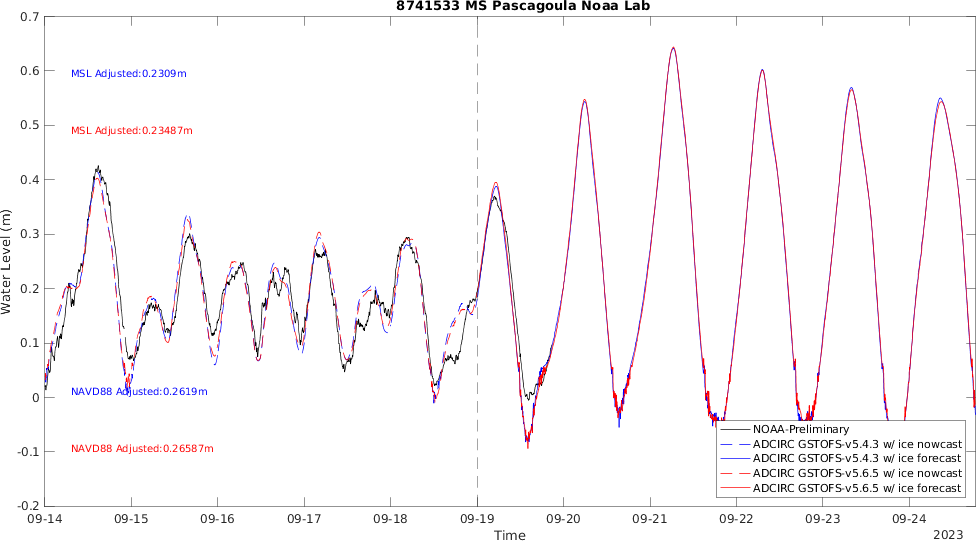 8741533 MS Pascagoula Noaa Lab
0.7
0.6
0.5
0.4
0.3
0.2
0.1
0
-0.1
-0.2
Water Level (m)
MSL Adjusted:0.2309m
MSL Adjusted:0.23487m
NAVD88 Adjusted:0.2619m
NAVD88 Adjusted:0.26587m
NOAA-Preliminary
ADCIRC GSTOFS-v5.4.3 w/ ice nowcast
ADCIRC GSTOFS-v5.4.3 w/ ice forecast
ADCIRC GSTOFS-v5.6.5 w/ ice nowcast
ADCIRC GSTOFS-v5.6.5 w/ ice forecast
09-14 09-15 09-16 09-17 09-18 09-19 09-20 09-21 09-22 09-23 09-24
Time
2023